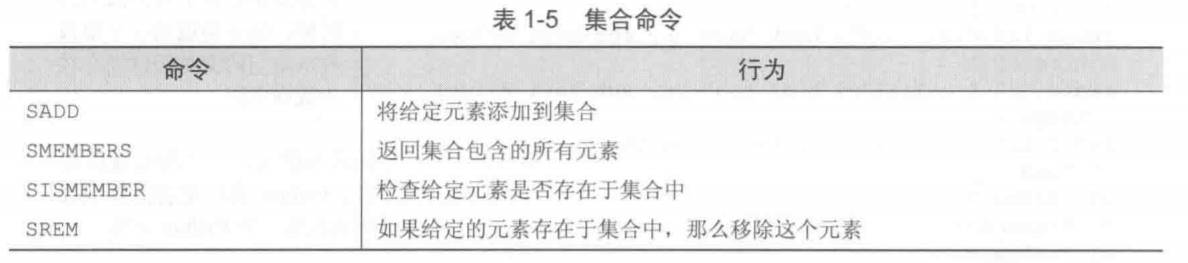 表 1-5 集合命令
命令 行为
SADD 将给定元素添加到集合
SMEMBERS 返回集合包含的所有元素
SISMEMBER 检查给定元素是否存在于集合中
SREM 如果给定的元素存在于集合中，那么移除这个元素